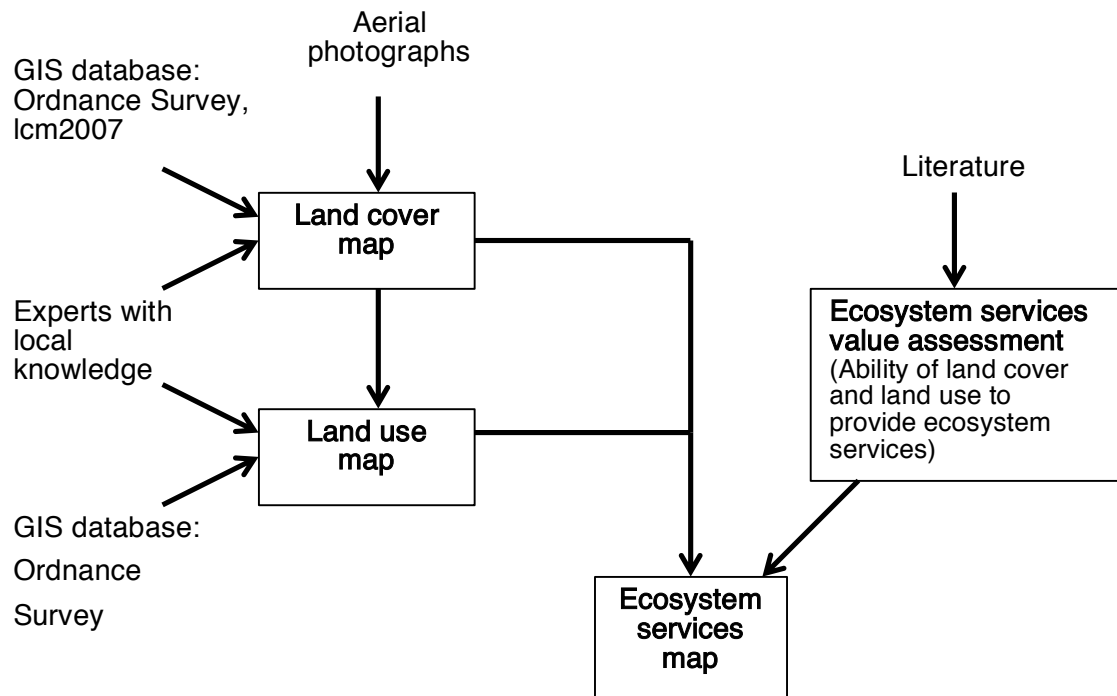 Aerial
photographs
GIS database:
Ordnance Survey,
lcm2007
Literature
Land cover
map
Experts with
local
knowledge
Ecosystem services
value assessment
(Ability of land cover
and land use to
provide ecosystem
services)
Land use
map
GIS database:
Ordnance
Survey
Ecosystem
services
map